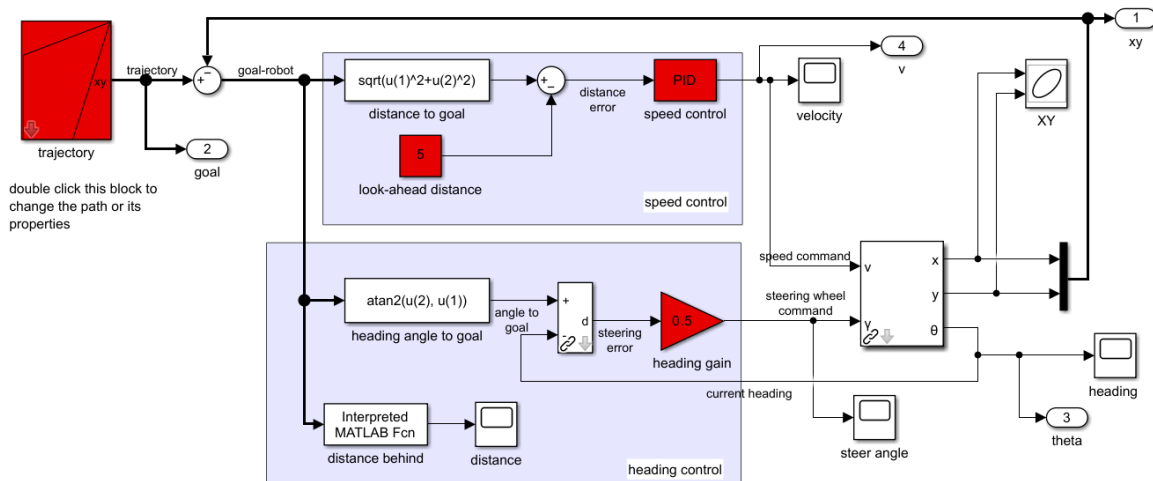 1
xy
4
v
xy
trajectory
+
−
goal-robot
sqrt(u(1)^2+u(2)^2)
distance to goal
+
−
distance
error
PID
speed control
velocity
XY
trajectory
2
goal
5
look-ahead distance
double click this block to
change the path or its
properties
speed control
atan2(u(2), u(1))
heading angle to goal
angle to
goal
+
-
d
steering
error
0.5
heading gain
speed command
steering wheel
command
v
γ
x
y
θ
current heading
heading
3
theta
steer angle
Interpreted
MATLAB Fcn
distance behind
distance
heading control